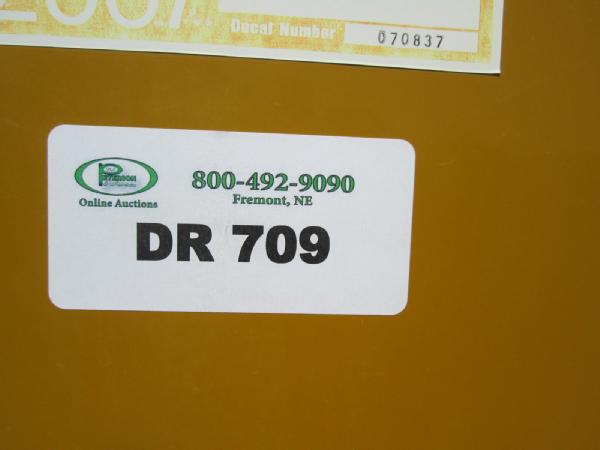 Decal Number 070837
800-492-9090
Fremont, NE
Online Auctions
DR 709